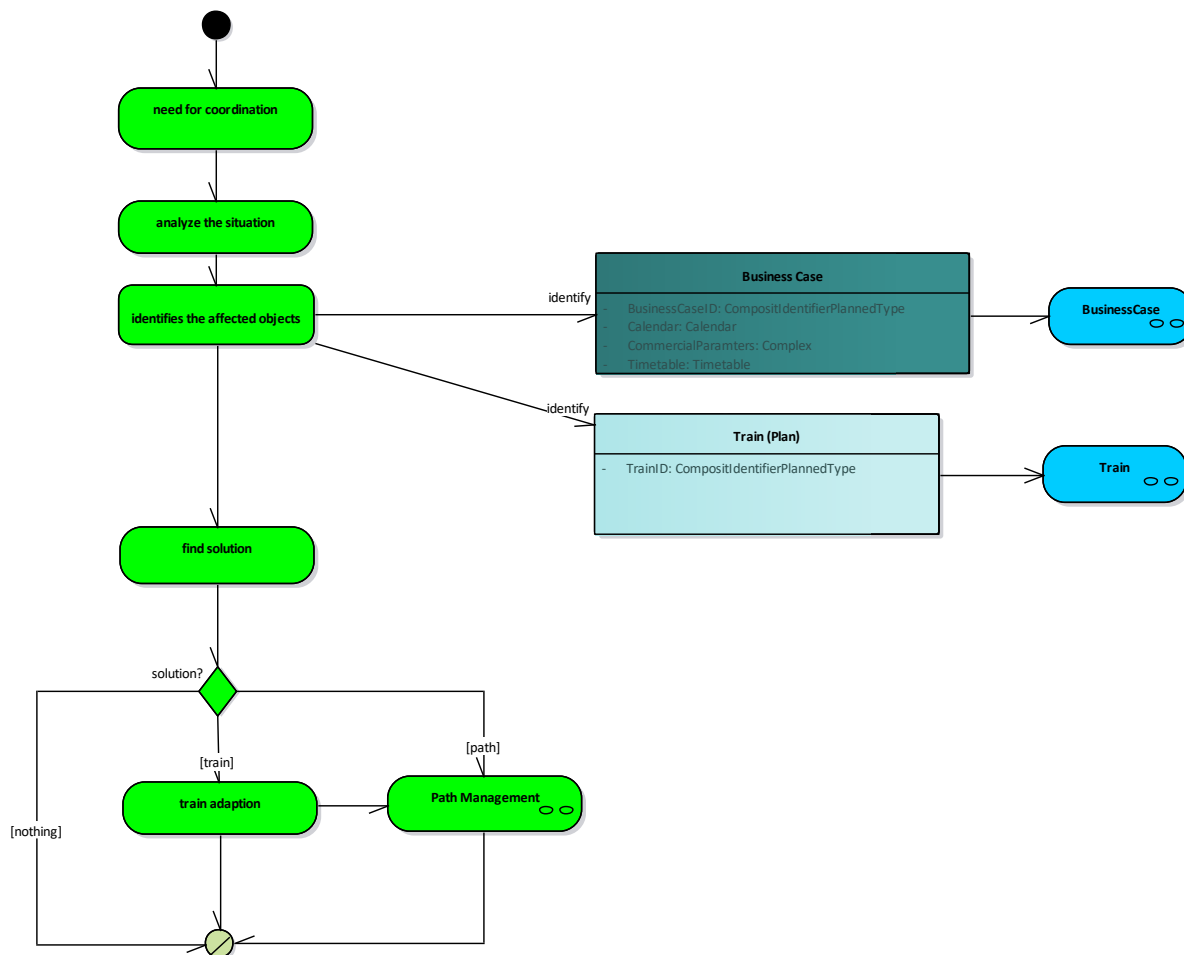 need for coordination
analyze the situation
identifies the affected objects
identify
Business Case
- BusinessCaseID: CompositIdentifierPlannedType
- Calendar: Calendar
- CommercialParamters: Complex
- Timetable: Timetable
BusinessCase
identify
Train (Plan)
- TrainID: CompositIdentifierPlannedType
Train
find solution
solution?
[train]
[path]
train adaption
Path Management
[nothing]